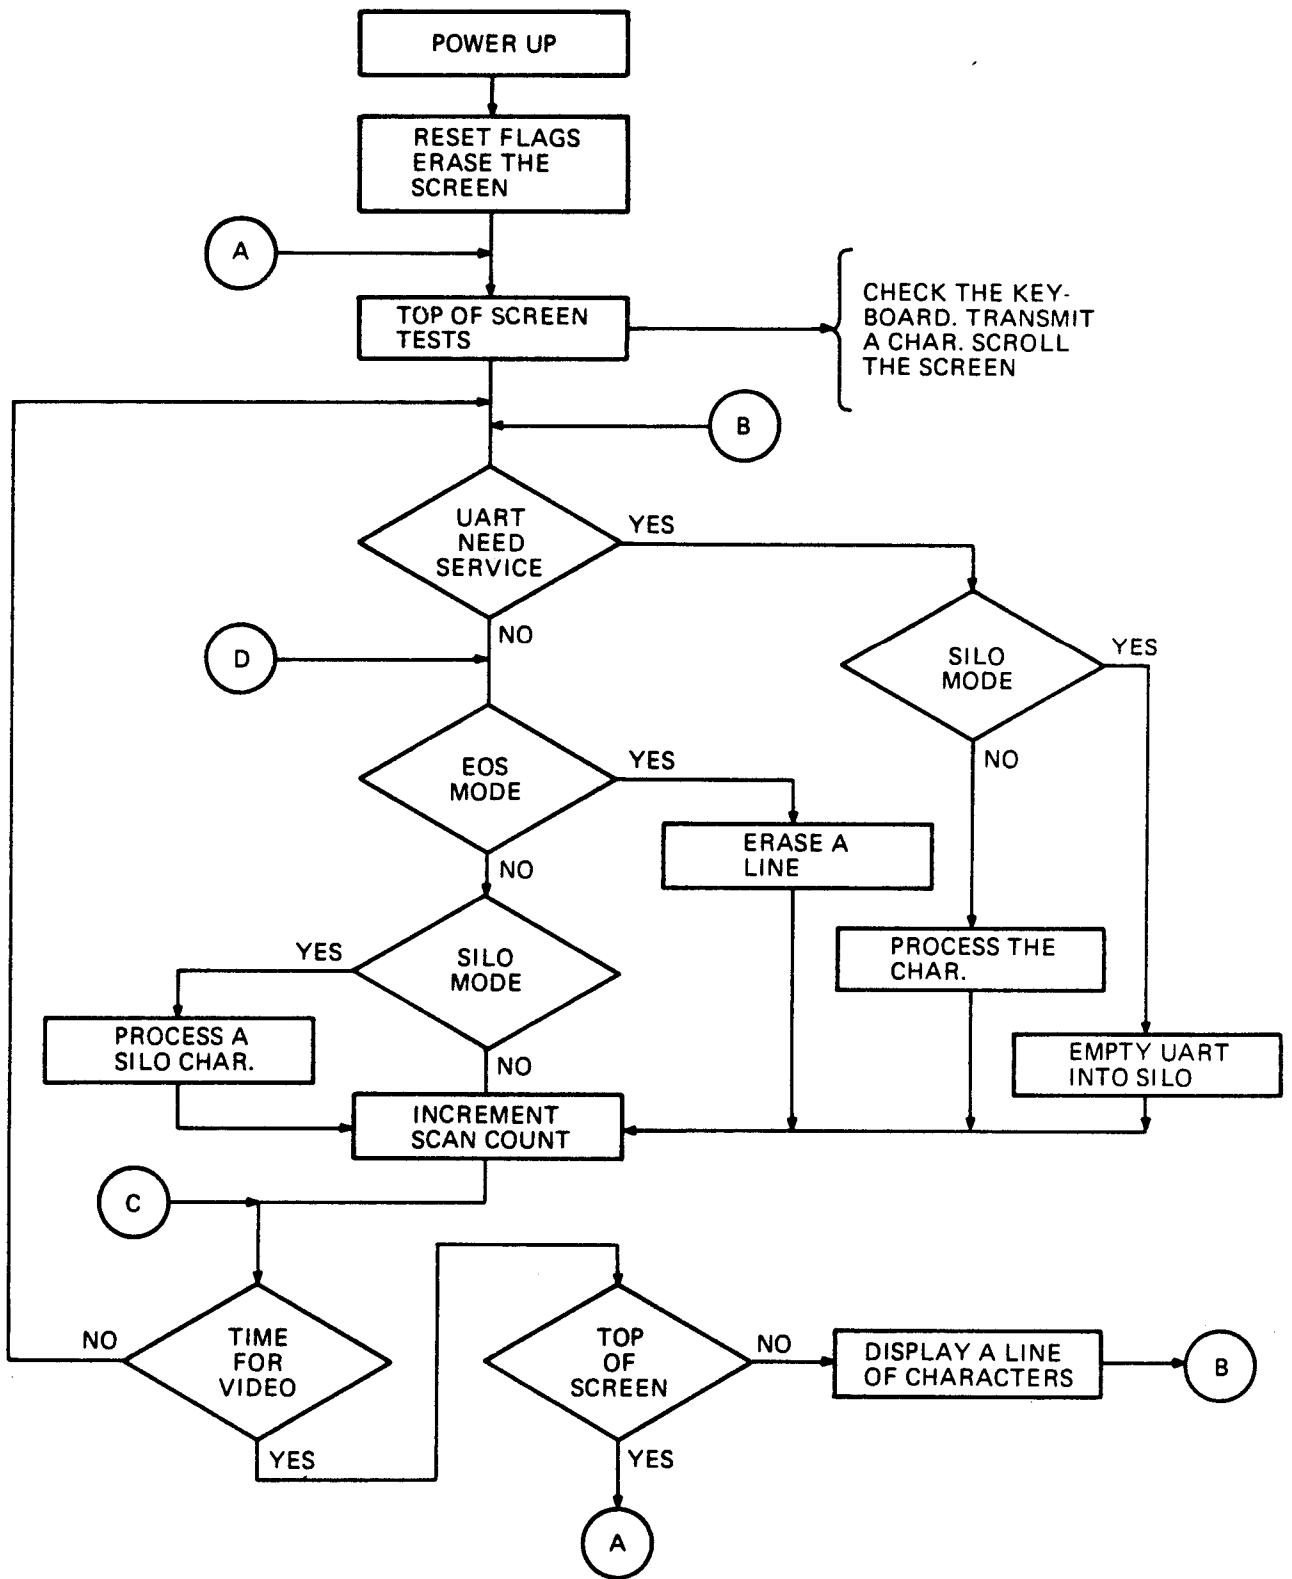 POWER UP
RESET FLAGS
ERASE THE
SCREEN
A
TOP OF SCREEN
TESTS
CHECK THE KEY-
BOARD. TRANSMIT
A CHAR. SCROLL
THE SCREEN
B
UART
NEED
SERVICE
YES
NO
D
SILO
MODE
YES
NO
EOS
MODE
YES
NO
ERASE A
LINE
SILO
MODE
YES
NO
PROCESS THE
CHAR.
PROCESS A
SILO CHAR.
EMPTY UART
INTO SILO
INCREMENT
SCAN COUNT
C
TIME
FOR
VIDEO
NO
YES
TOP
OF
SCREEN
NO
YES
DISPLAY A LINE
OF CHARACTERS
B
A